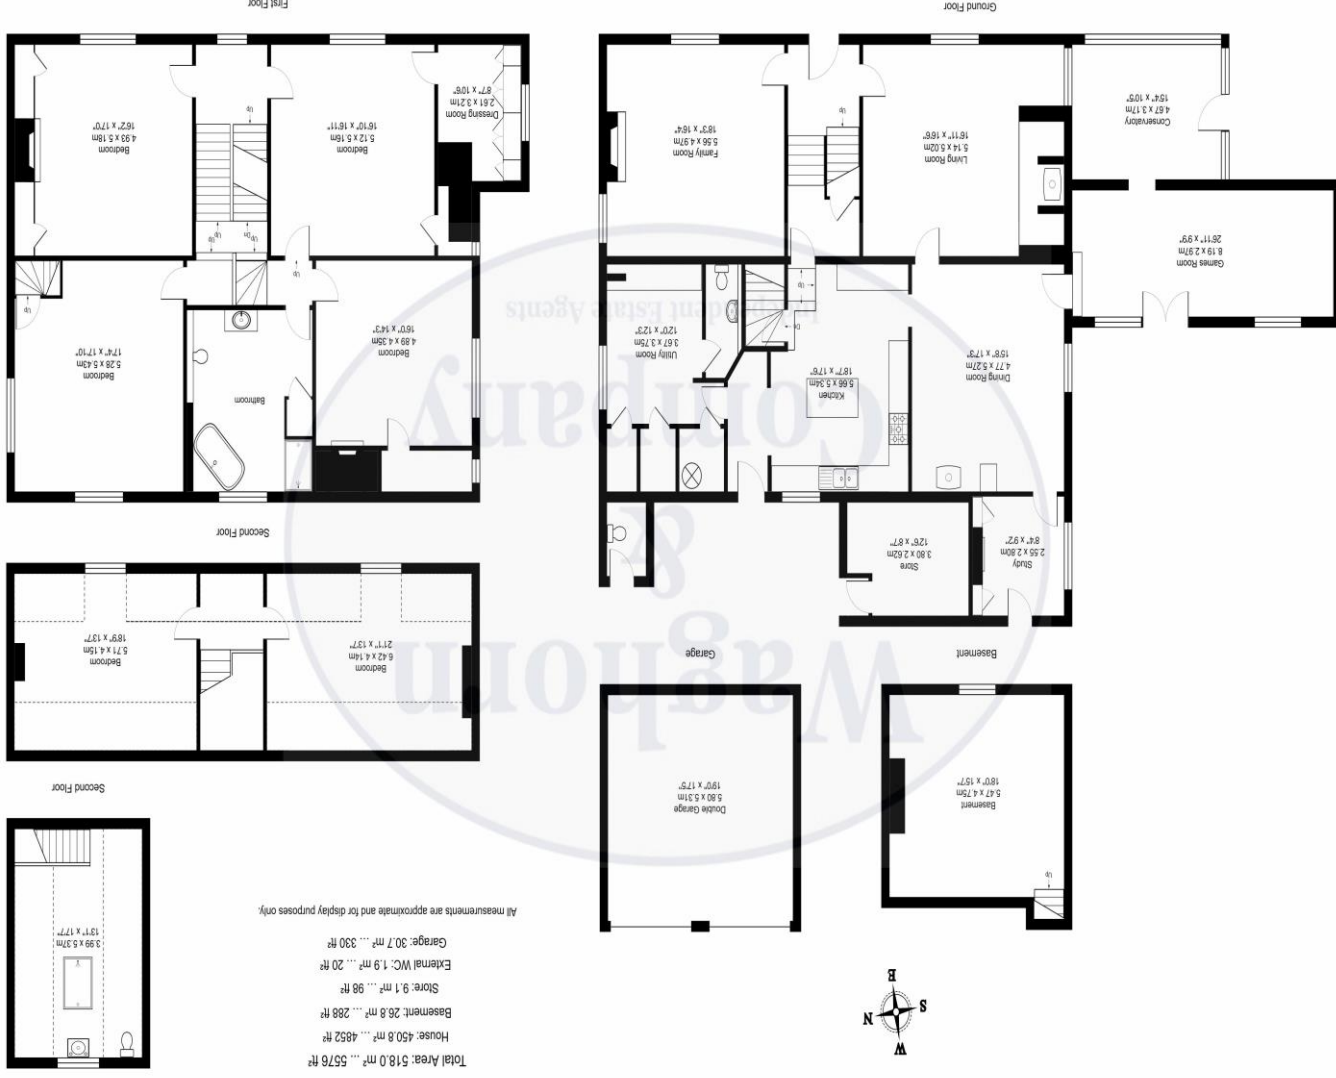 Total Area: 518.0 m² ... 5576 ft²
House: 450.8 m² ... 4852 ft²
Basement: 26.8 m² ... 288 ft²
Store: 9.1 m² ... 98 ft²
External WC: 1.9 m² ... 20 ft²
Garage: 30.7 m² ... 330 ft²
All measurements are approximate and for display purposes only.
W
N
S
E
3.99 x 5.37m
13'1" x 17'7"
Second Floor
Basement
5.47 x 4.75m
18'0" x 15'7"
Up
Basement
Double Garage
5.80 x 5.31m
19'0" x 17'5"
Garage
Bedroom
6.42 x 4.14m
21'1" x 13'7"
Bedroom
5.71 x 4.15m
18'9" x 13'7"
Second Floor
Study
2.55 x 2.80m
8'4" x 9'2"
Store
3.80 x 2.62m
12'6" x 8'7"
Dining Room
4.77 x 5.27m
15'8" x 17'3"
Kitchen
5.66 x 5.34m
18'7" x 17'6"
Utility Room
3.67 x 3.75m
12'0" x 12'3"
Up
Dn
Games Room
8.19 x 2.97m
26'11" x 9'9"
Conservatory
4.67 x 3.17m
15'4" x 10'5"
Living Room
5.14 x 5.02m
16'11" x 16'6"
Family Room
5.56 x 4.97m
18'3" x 16'4"
Up
Ground Floor
Bathroom
Bedroom
4.89 x 4.35m
16'0" x 14'3"
Bedroom
5.28 x 5.43m
17'4" x 17'10"
Up
Up
Up
Dn
Up
Dressing Room
2.61 x 3.21m
8'7" x 10'6"
Bedroom
5.12 x 5.16m
16'10" x 16'11"
Bedroom
4.93 x 5.18m
16'2" x 17'0"
Up
First Floor
Waghorn
&
Company
Independent Estate Agents